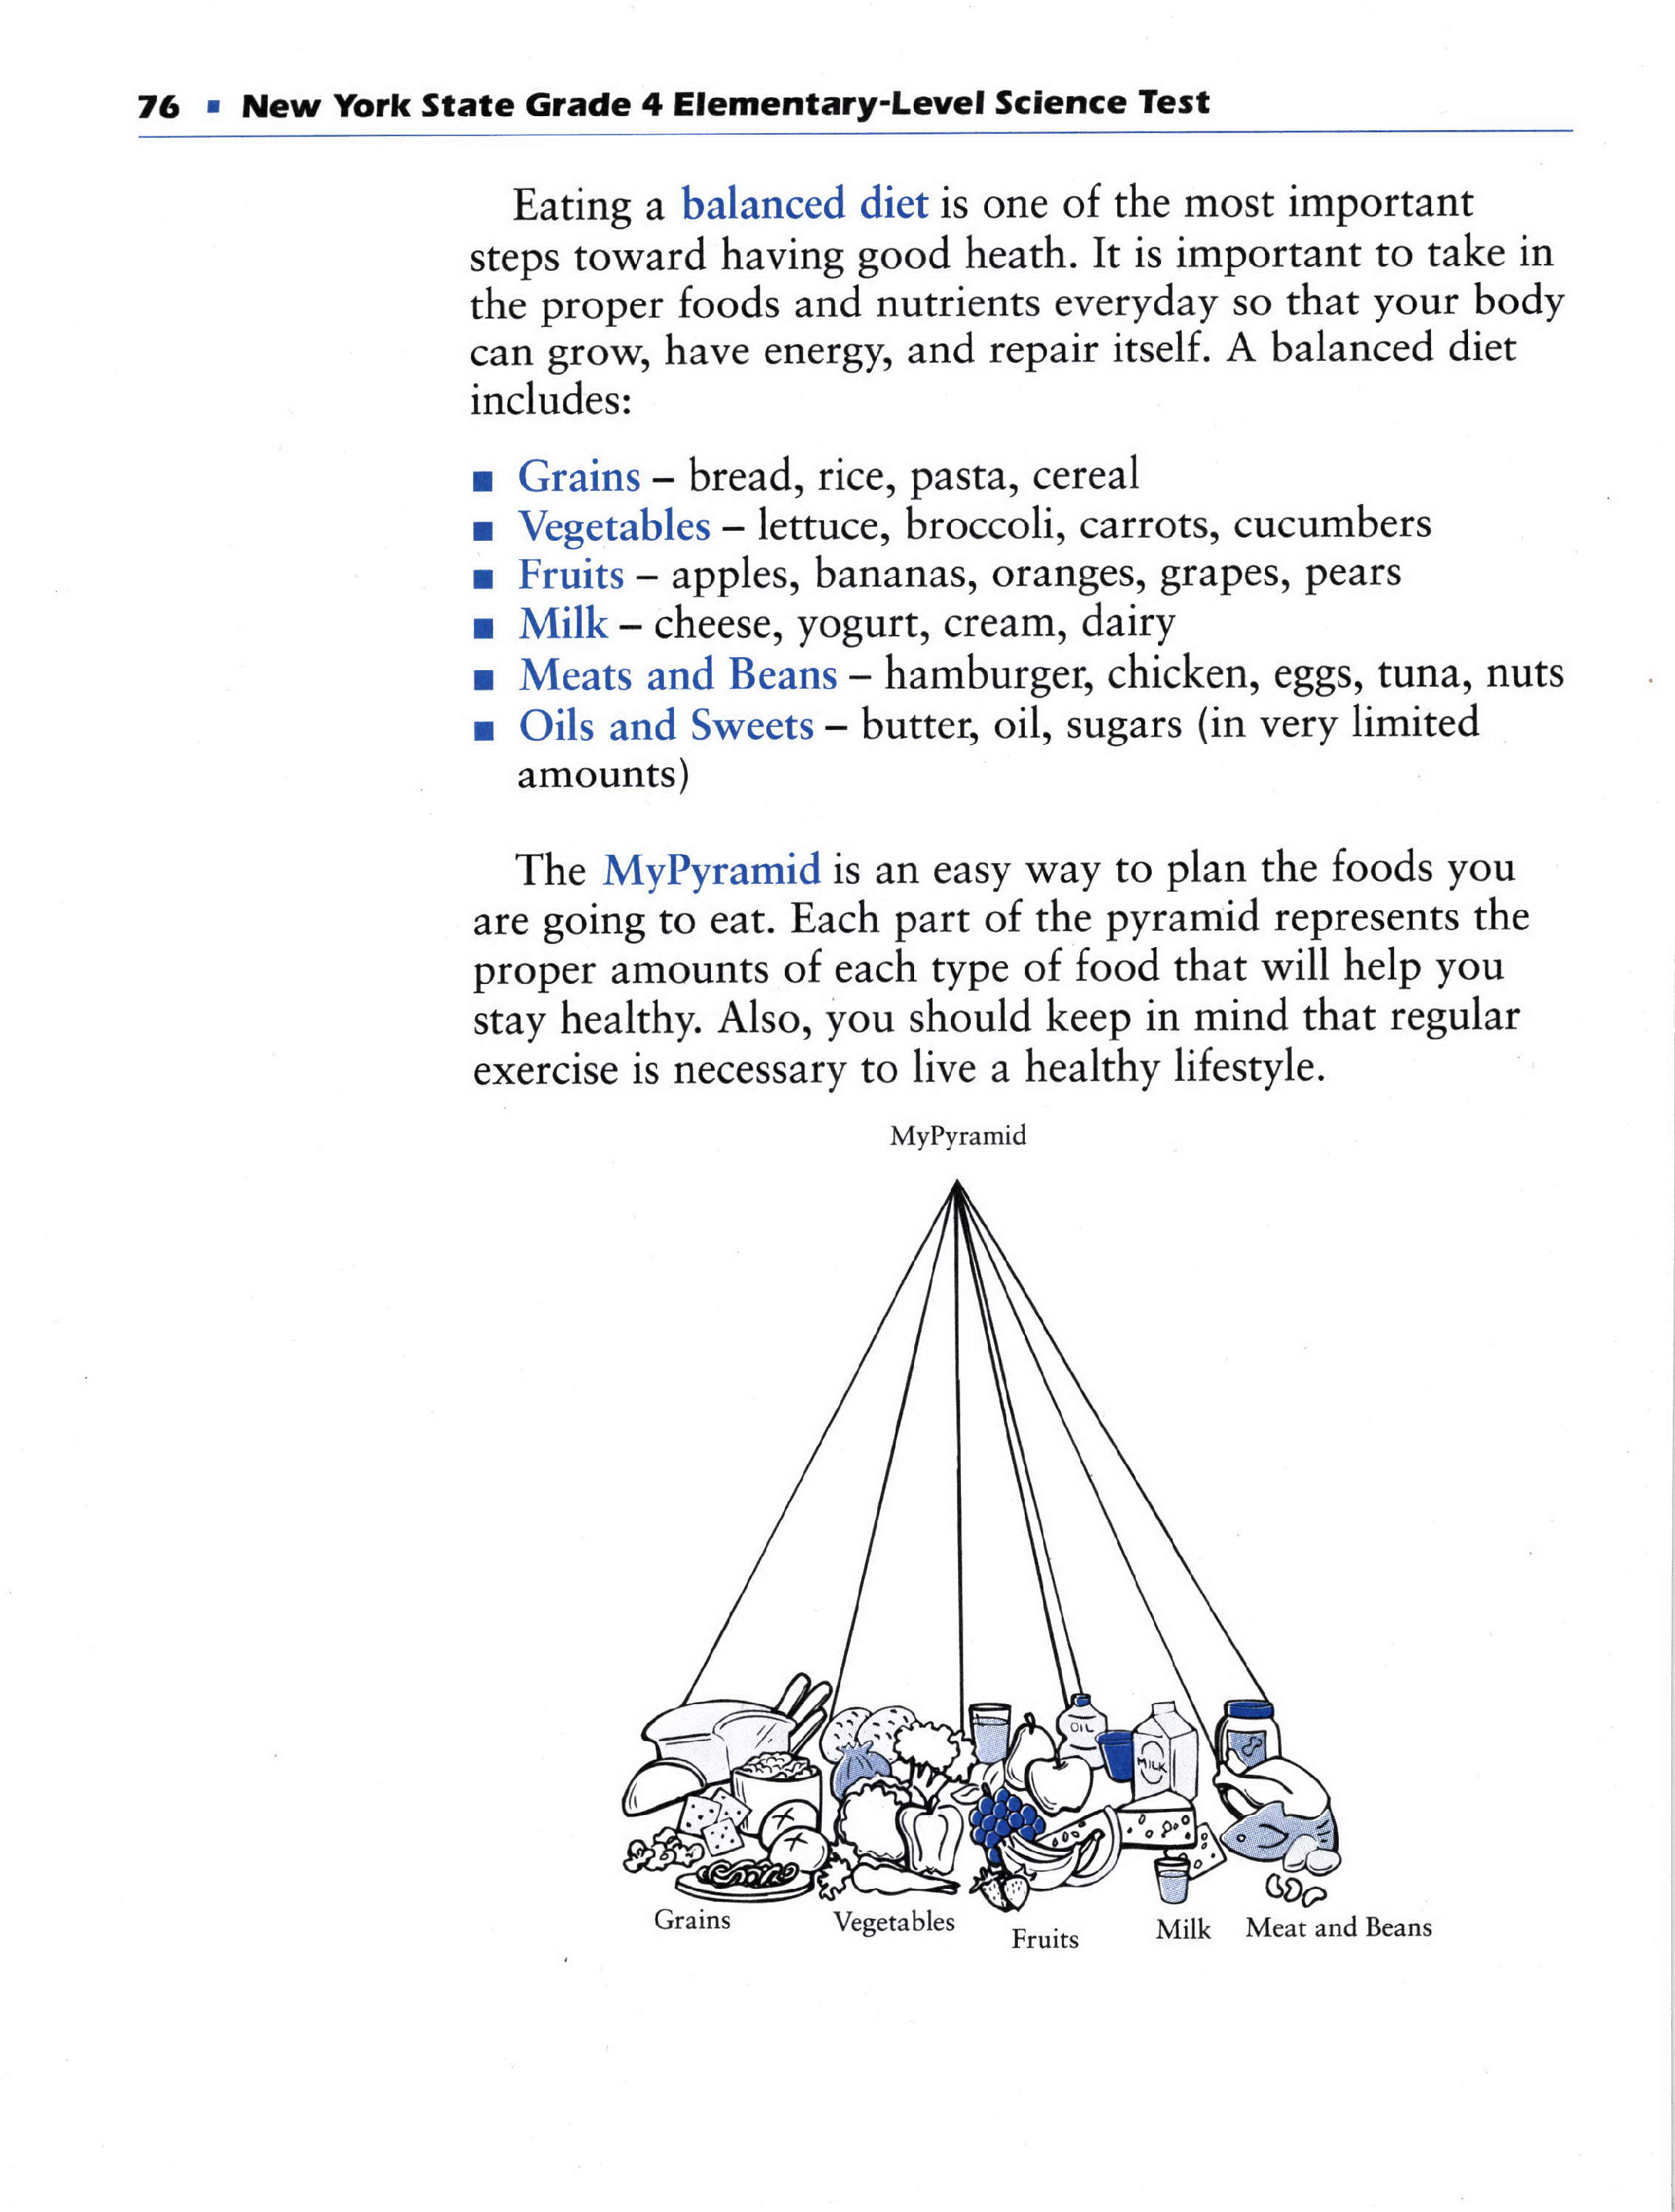 76 ▪ New York State Grade 4 Elementary-Level Science Test
Eating a balanced diet is one of the most important
steps toward having good heath. It is important to take in
the proper foods and nutrients everyday so that your body
can grow, have energy, and repair itself. A balanced diet
includes:
▪ Grains – bread, rice, pasta, cereal
▪ Vegetables – lettuce, broccoli, carrots, cucumbers
▪ Fruits – apples, bananas, oranges, grapes, pears
▪ Milk – cheese, yogurt, cream, dairy
▪ Meats and Beans – hamburger, chicken, eggs, tuna, nuts
▪ Oils and Sweets – butter, oil, sugars (in very limited
amounts)
The MyPyramid is an easy way to plan the foods you
are going to eat. Each part of the pyramid represents the
proper amounts of each type of food that will help you
stay healthy. Also, you should keep in mind that regular
exercise is necessary to live a healthy lifestyle.
MyPyramid
OIL
MILK
Grains
Vegetables
Fruits
Milk
Meat and Beans